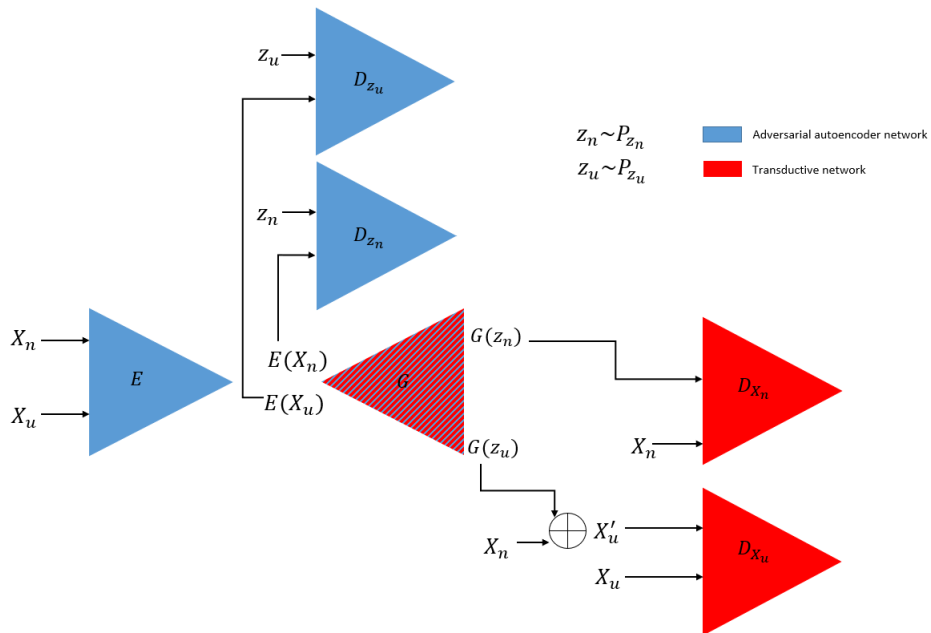 z_u
D_{z_u}
z_n
D_{z_n}
z_n~P_{z_n}
z_u~P_{z_u}
Adversarial autoencoder network
Transductive network
X_n
X_u
E
E(X_n)
E(X_u)
G
G(z_n)
G(z_u)
D_{X_n}
X_n
X_n
X'_u
X_u
D_{X_u}